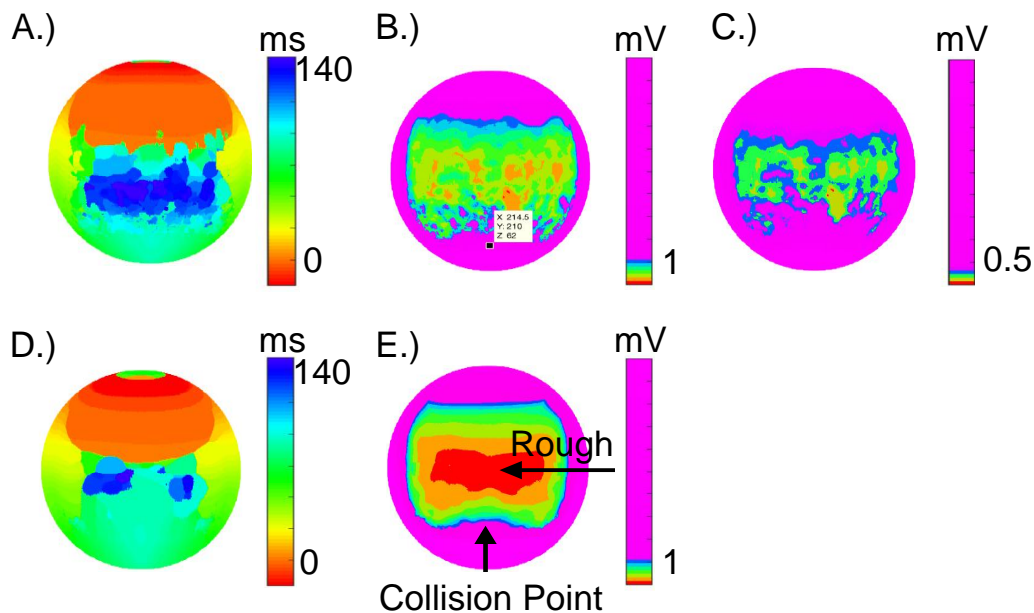 A.)
ms
140
0
B.)
mV
1
X: 214.5
Y: 210
Z: 62
C.)
mV
0.5
D.)
ms
140
0
E.)
mV
1
Rough
Collision Point